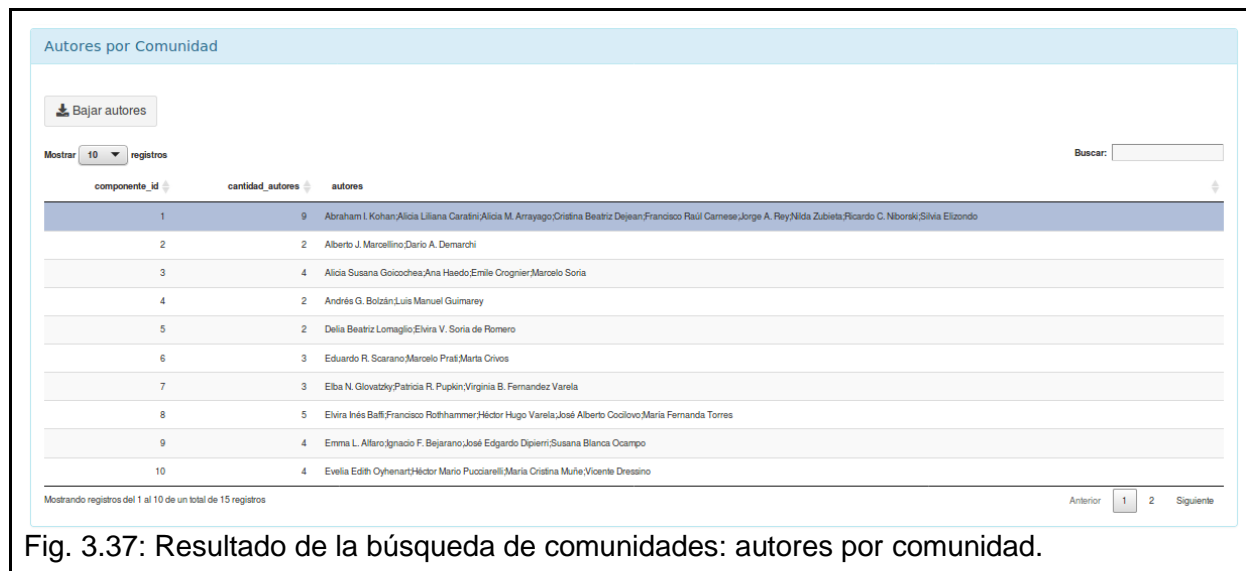 Autores por Comunidad
Bajar autores
Mostrar 10 registros Buscar:
componente_id cantidad_autores autores
1 9 Abraham I. Kohan;Alicia Liliana Caratini;Alicia M. Arrayago;Cristina Beatriz Dejean;Francisco Raúl Carnese;Jorge A. Rey;Nilda Zubieta;Ricardo C. Niborski;Silvia Elizondo
2 2 Alberto J. Marcellino;Darío A. Demarchi
3 4 Alicia Susana Goicochea;Ana Haedo;Emile Crognier;Marcelo Soria
4 2 Andrés G. Bolzán;Luis Manuel Guimarey
5 2 Delia Beatriz Lomaglio;Elvira V. Soria de Romero
6 3 Eduardo R. Scarano;Marcelo Prati;Marta Crivos
7 3 Elba N. Glovatzky;Patricia R. Pupkin;Virginia B. Fernandez Varela
8 5 Elvira Inés Baffi;Francisco Rothhammer;Héctor Hugo Varela;José Alberto Cocilovo;María Fernanda Torres
9 4 Emma L. Alfaro;Ignacio F. Bejarano;José Edgardo Dipierri;Susana Blanca Ocampo
10 4 Evelia Edith Oyhenart;Héctor Mario Pucciarelli;María Cristina Muñe;Vicente Dressino
Mostrando registros del 1 al 10 de un total de 15 registros Anterior 1 2 Siguiente
Fig. 3.37: Resultado de la búsqueda de comunidades: autores por comunidad.